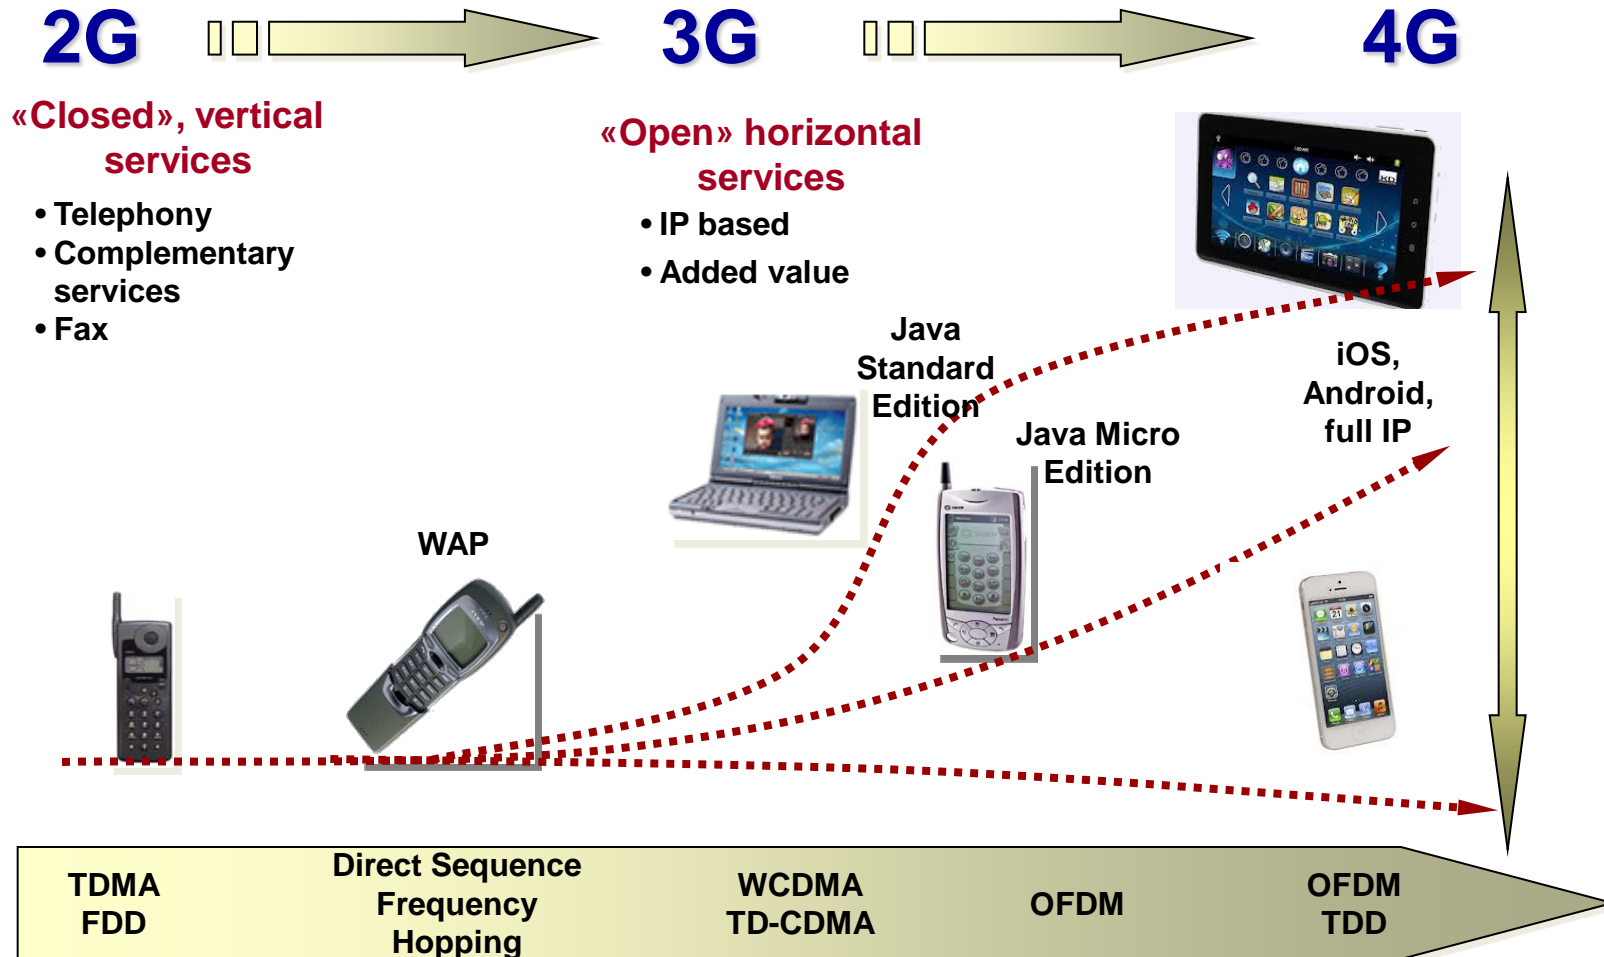 2G
3G
4G
«Closed», vertical
services
• Telephony
• Complementary
services
• Fax
«Open» horizontal
services
• IP based
• Added value
Java
Standard
Edition
Java Micro
Edition
iOS,
Android,
full IP
WAP
TDMA
FDD
Direct Sequence
Frequency
Hopping
WCDMA
TD-CDMA
OFDM
OFDM
TDD